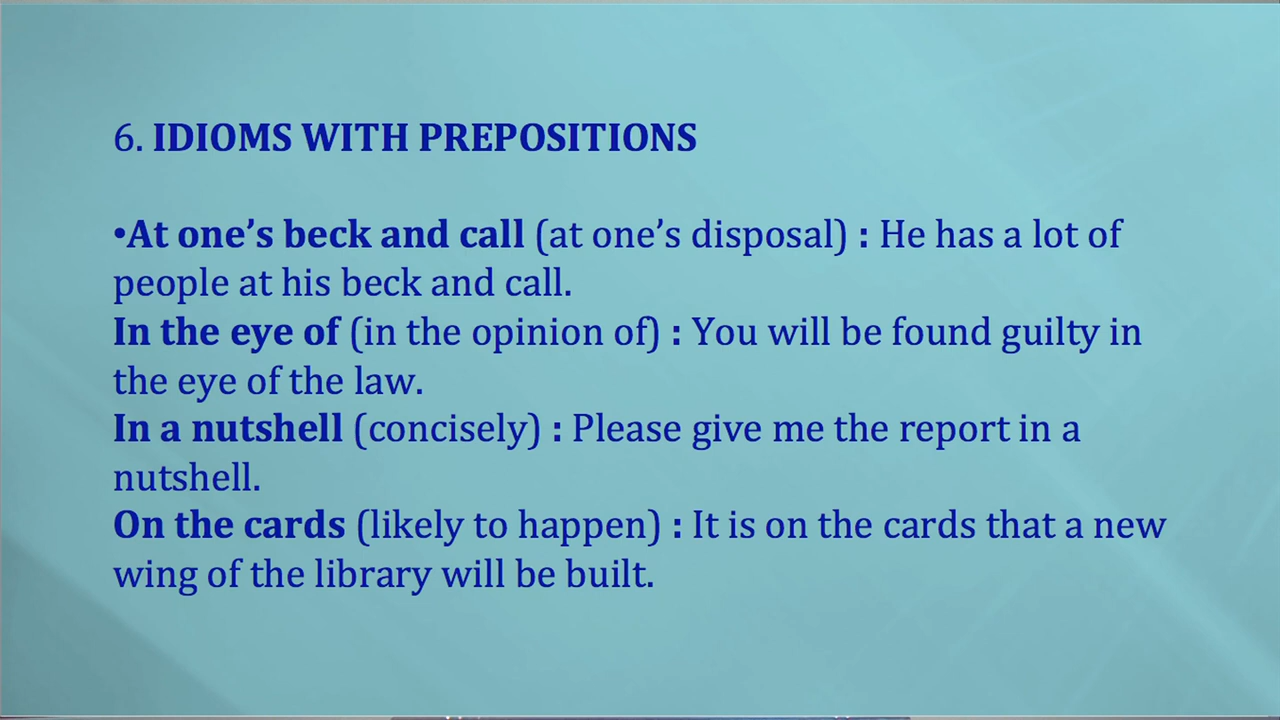 6. IDIOMS WITH PREPOSITIONS
•At one’s beck and call (at one’s disposal) : He has a lot of
people at his beck and call.
In the eye of (in the opinion of) : You will be found guilty in
the eye of the law.
In a nutshell (concisely) : Please give me the report in a
nutshell.
On the cards (likely to happen) : It is on the cards that a new
wing of the library will be built.